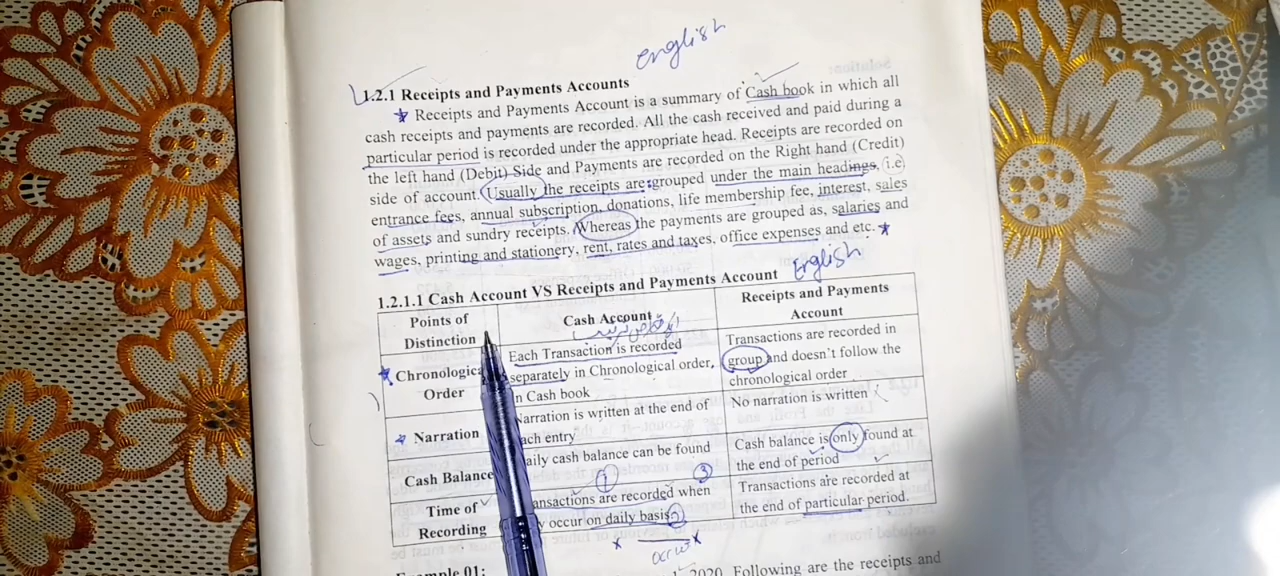 English
1.2.1 Receipts and Payments Accounts
Receipts and Payments Account is a summary of Cash book in which all
cash receipts and payments are recorded. All the cash received and paid during a
particular period is recorded under the appropriate head. Receipts are recorded on
the left hand (Debit) Side and Payments are recorded on the Right hand (Credit)
side of account. Usually the receipts are grouped under the main headings, i.e
entrance fees, annual subscription, donations, life membership fee, interest, sales
of assets and sundry receipts. Whereas the payments are grouped as, salaries and
wages, printing and stationery, rent, rates and taxes, office expenses and etc.
1.2.1.1 Cash Account VS Receipts and Payments Account English
Points of
Distinction
Cash Account
Receipts and Payments
Account
Chronologica
Order
Each Transaction is recorded
separately in Chronological order,
in Cash book
Transactions are recorded in
group and doesn't follow the
chronological order
Narration
Narration is written at the end of
each entry
No narration is written
Cash Balance
aily cash balance can be found
Cash balance is only found at
the end of period
Time of
Recording
1 3
ansactions are recorded when
y occur on daily basis 2
Transactions are recorded at
the end of particular period.
occur
Example 01:
2020. Following are the receipts and